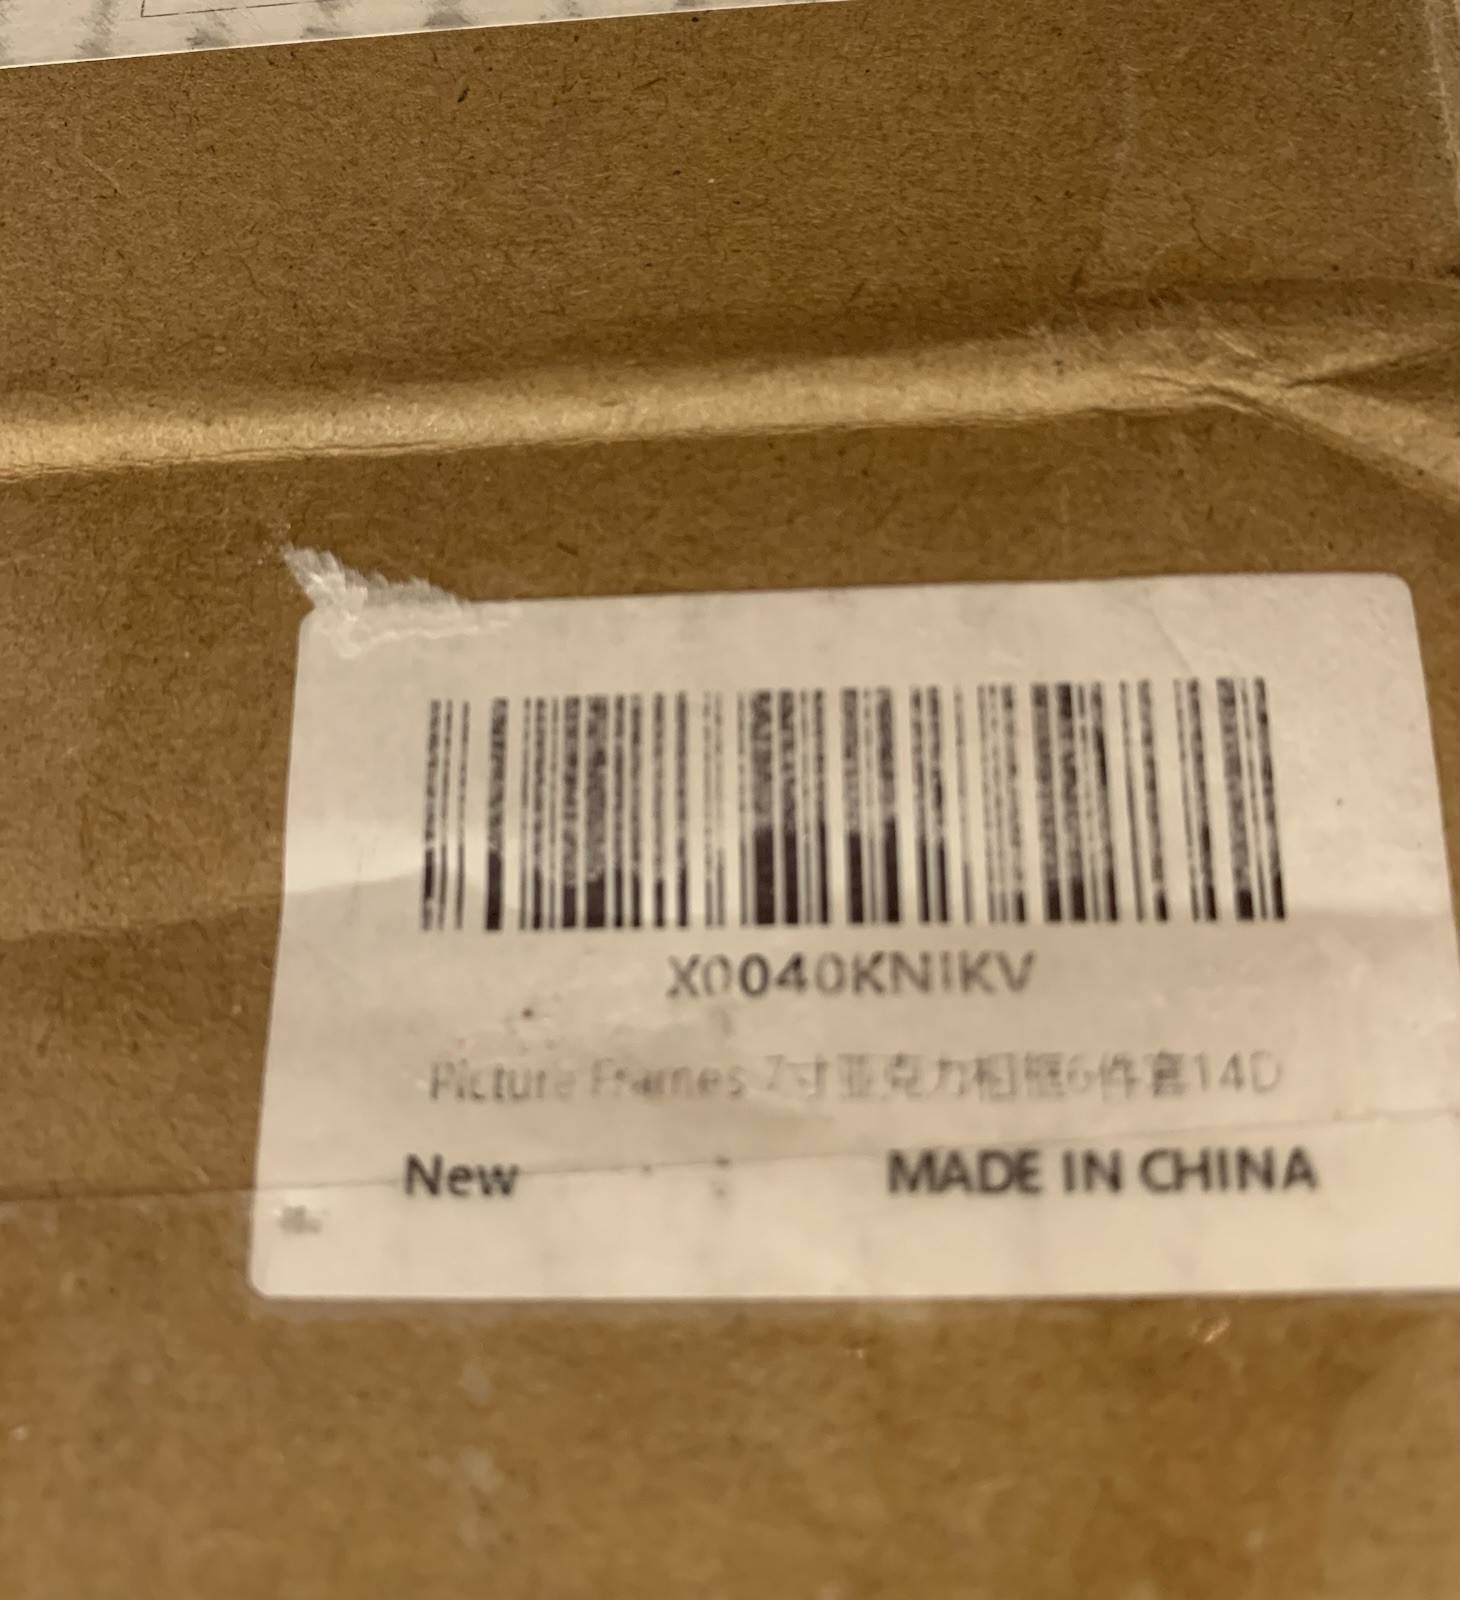 X0040KNIKV
Picture Frames 7寸亚克力相框6件套14D
New
MADE IN CHINA